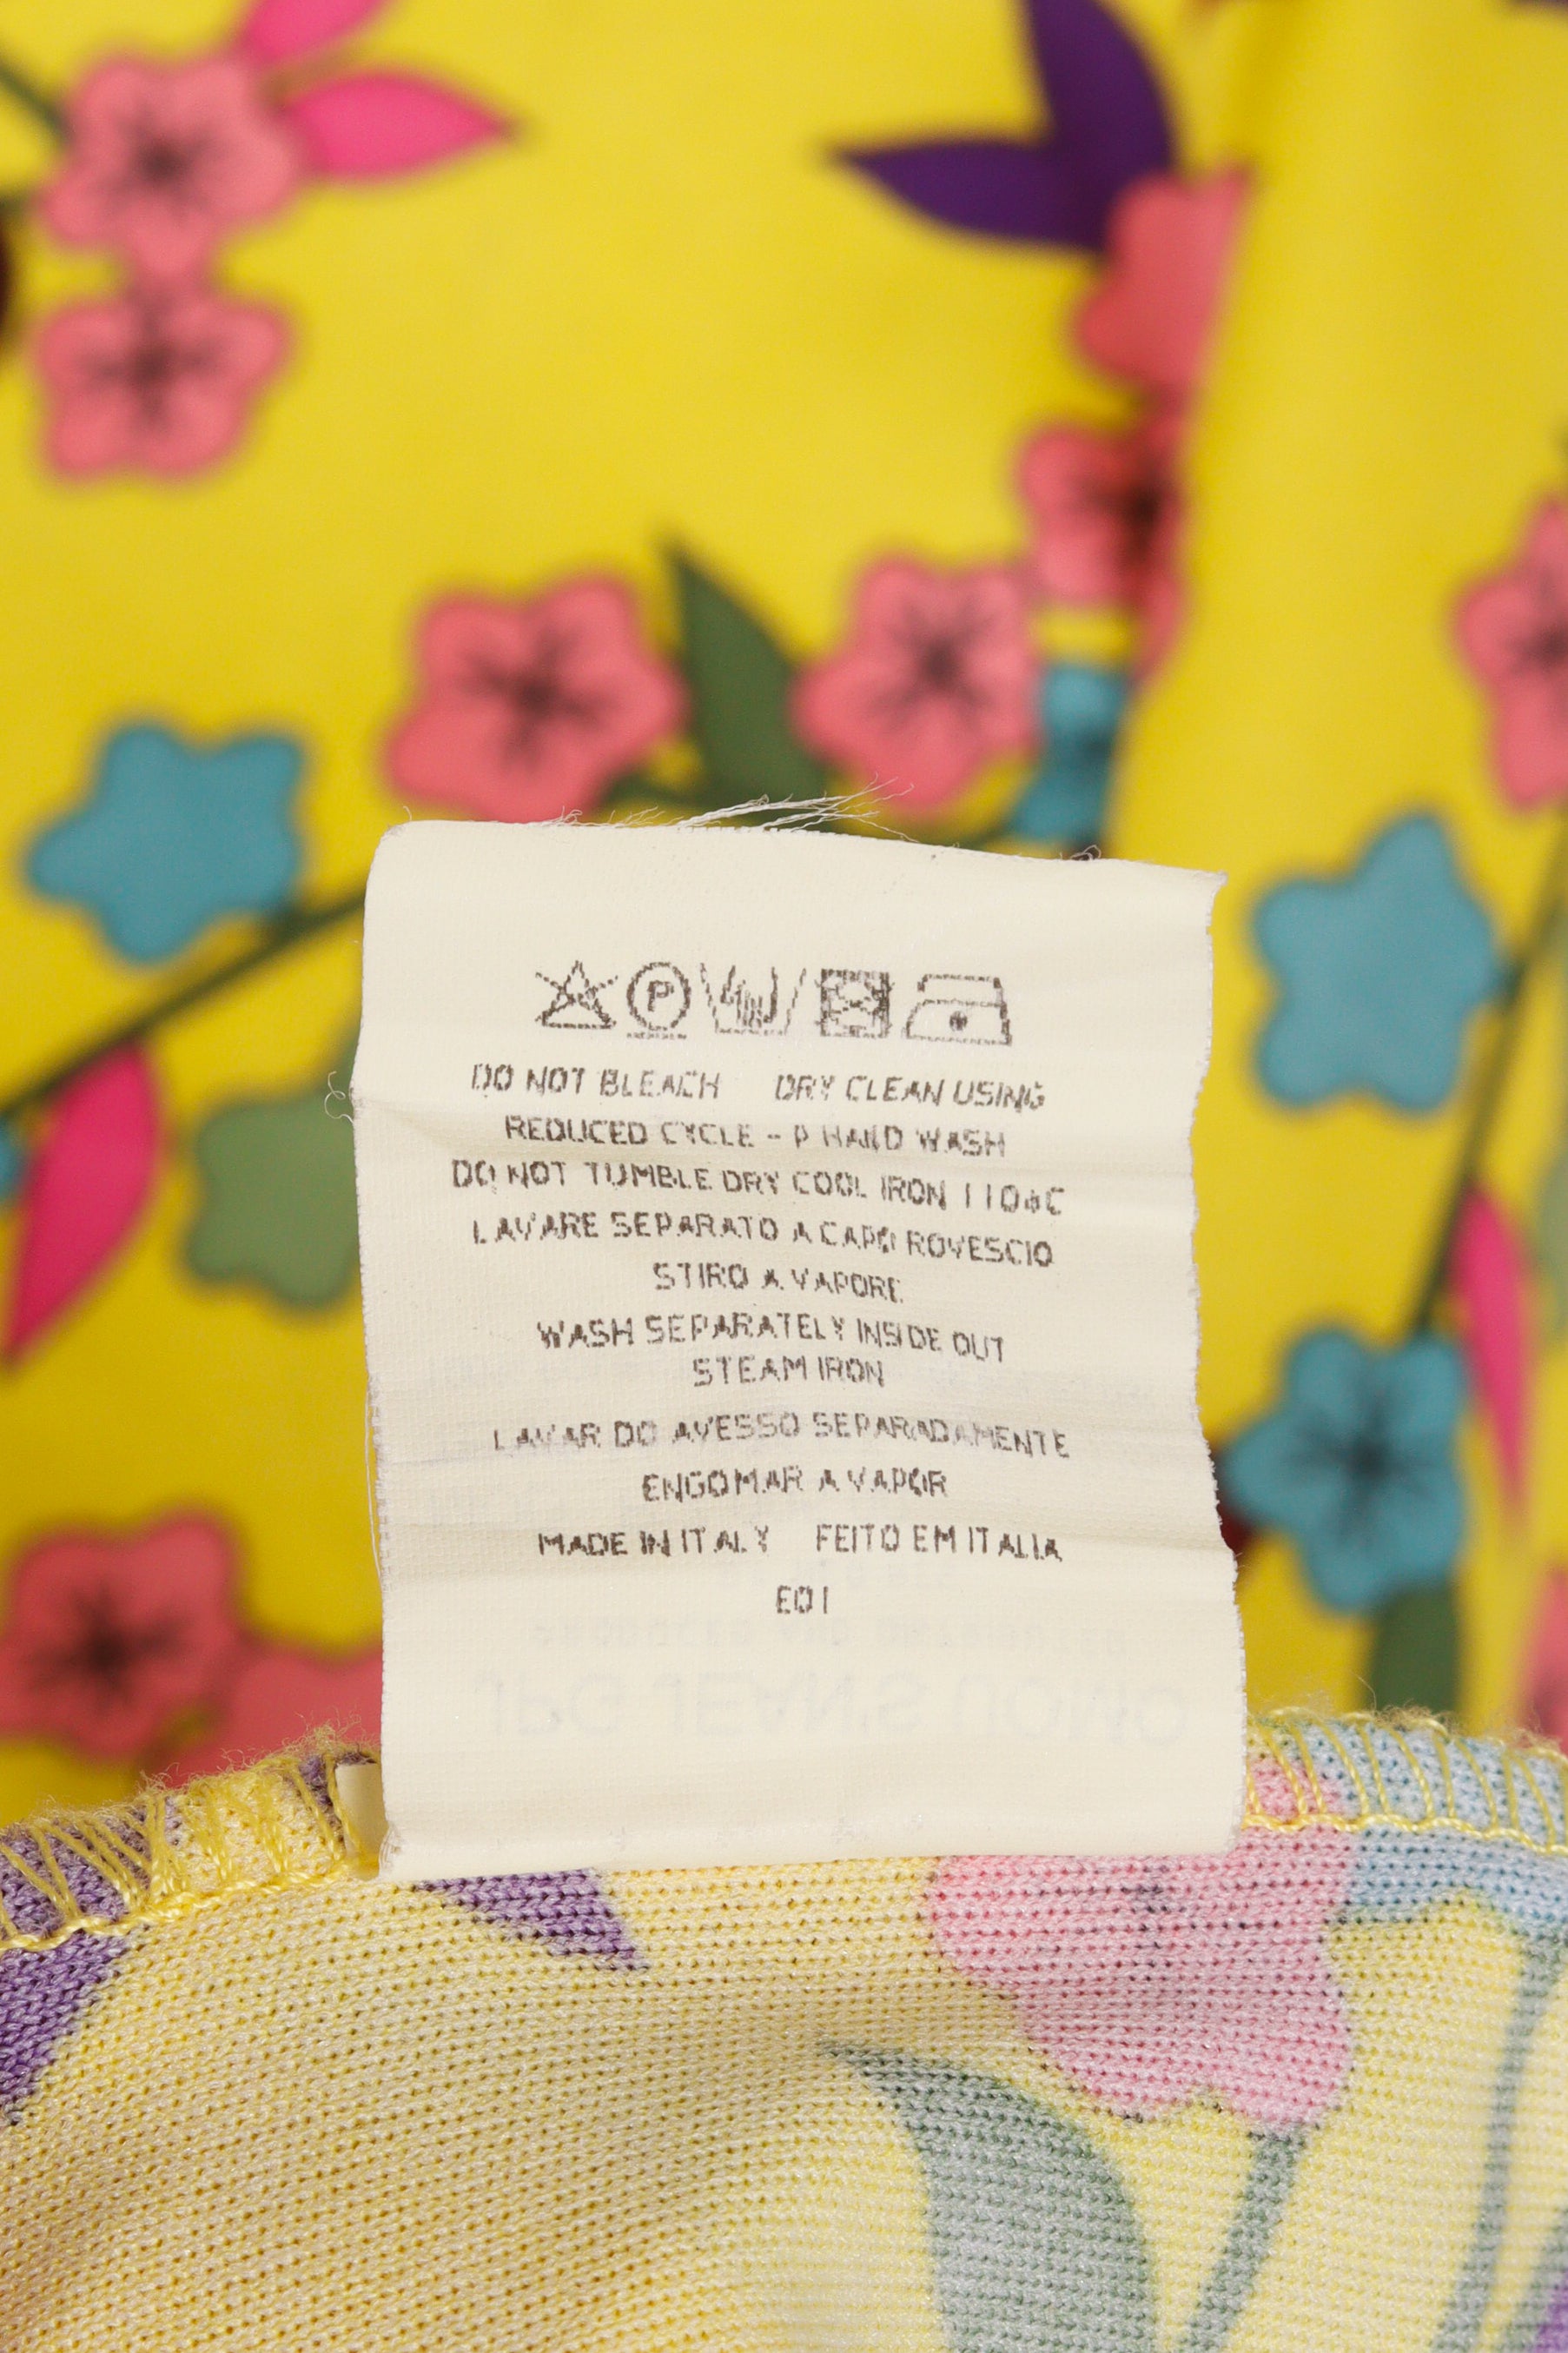 P
DO NOT BLEACH DRY CLEAN USING
REDUCED CYCLE - P HAND WASH
DO NOT TUMBLE DRY COOL IRON 110°C
LAVARE SEPARATO A CAPO ROVESCIO
STIRO A VAPORE
WASH SEPARATELY INSIDE OUT
STEAM IRON
LAVAR DO AVESSO SEPARADAMENTE
ENGOMAR A VAPOR
MADE IN ITALY FEITO EM ITALIA
E01